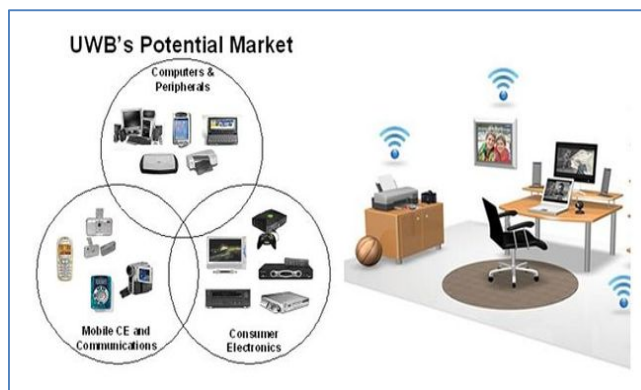 UWB's Potential Market
Computers &
Peripherals
Mobile CE and
Communications
Consumer
Electronics